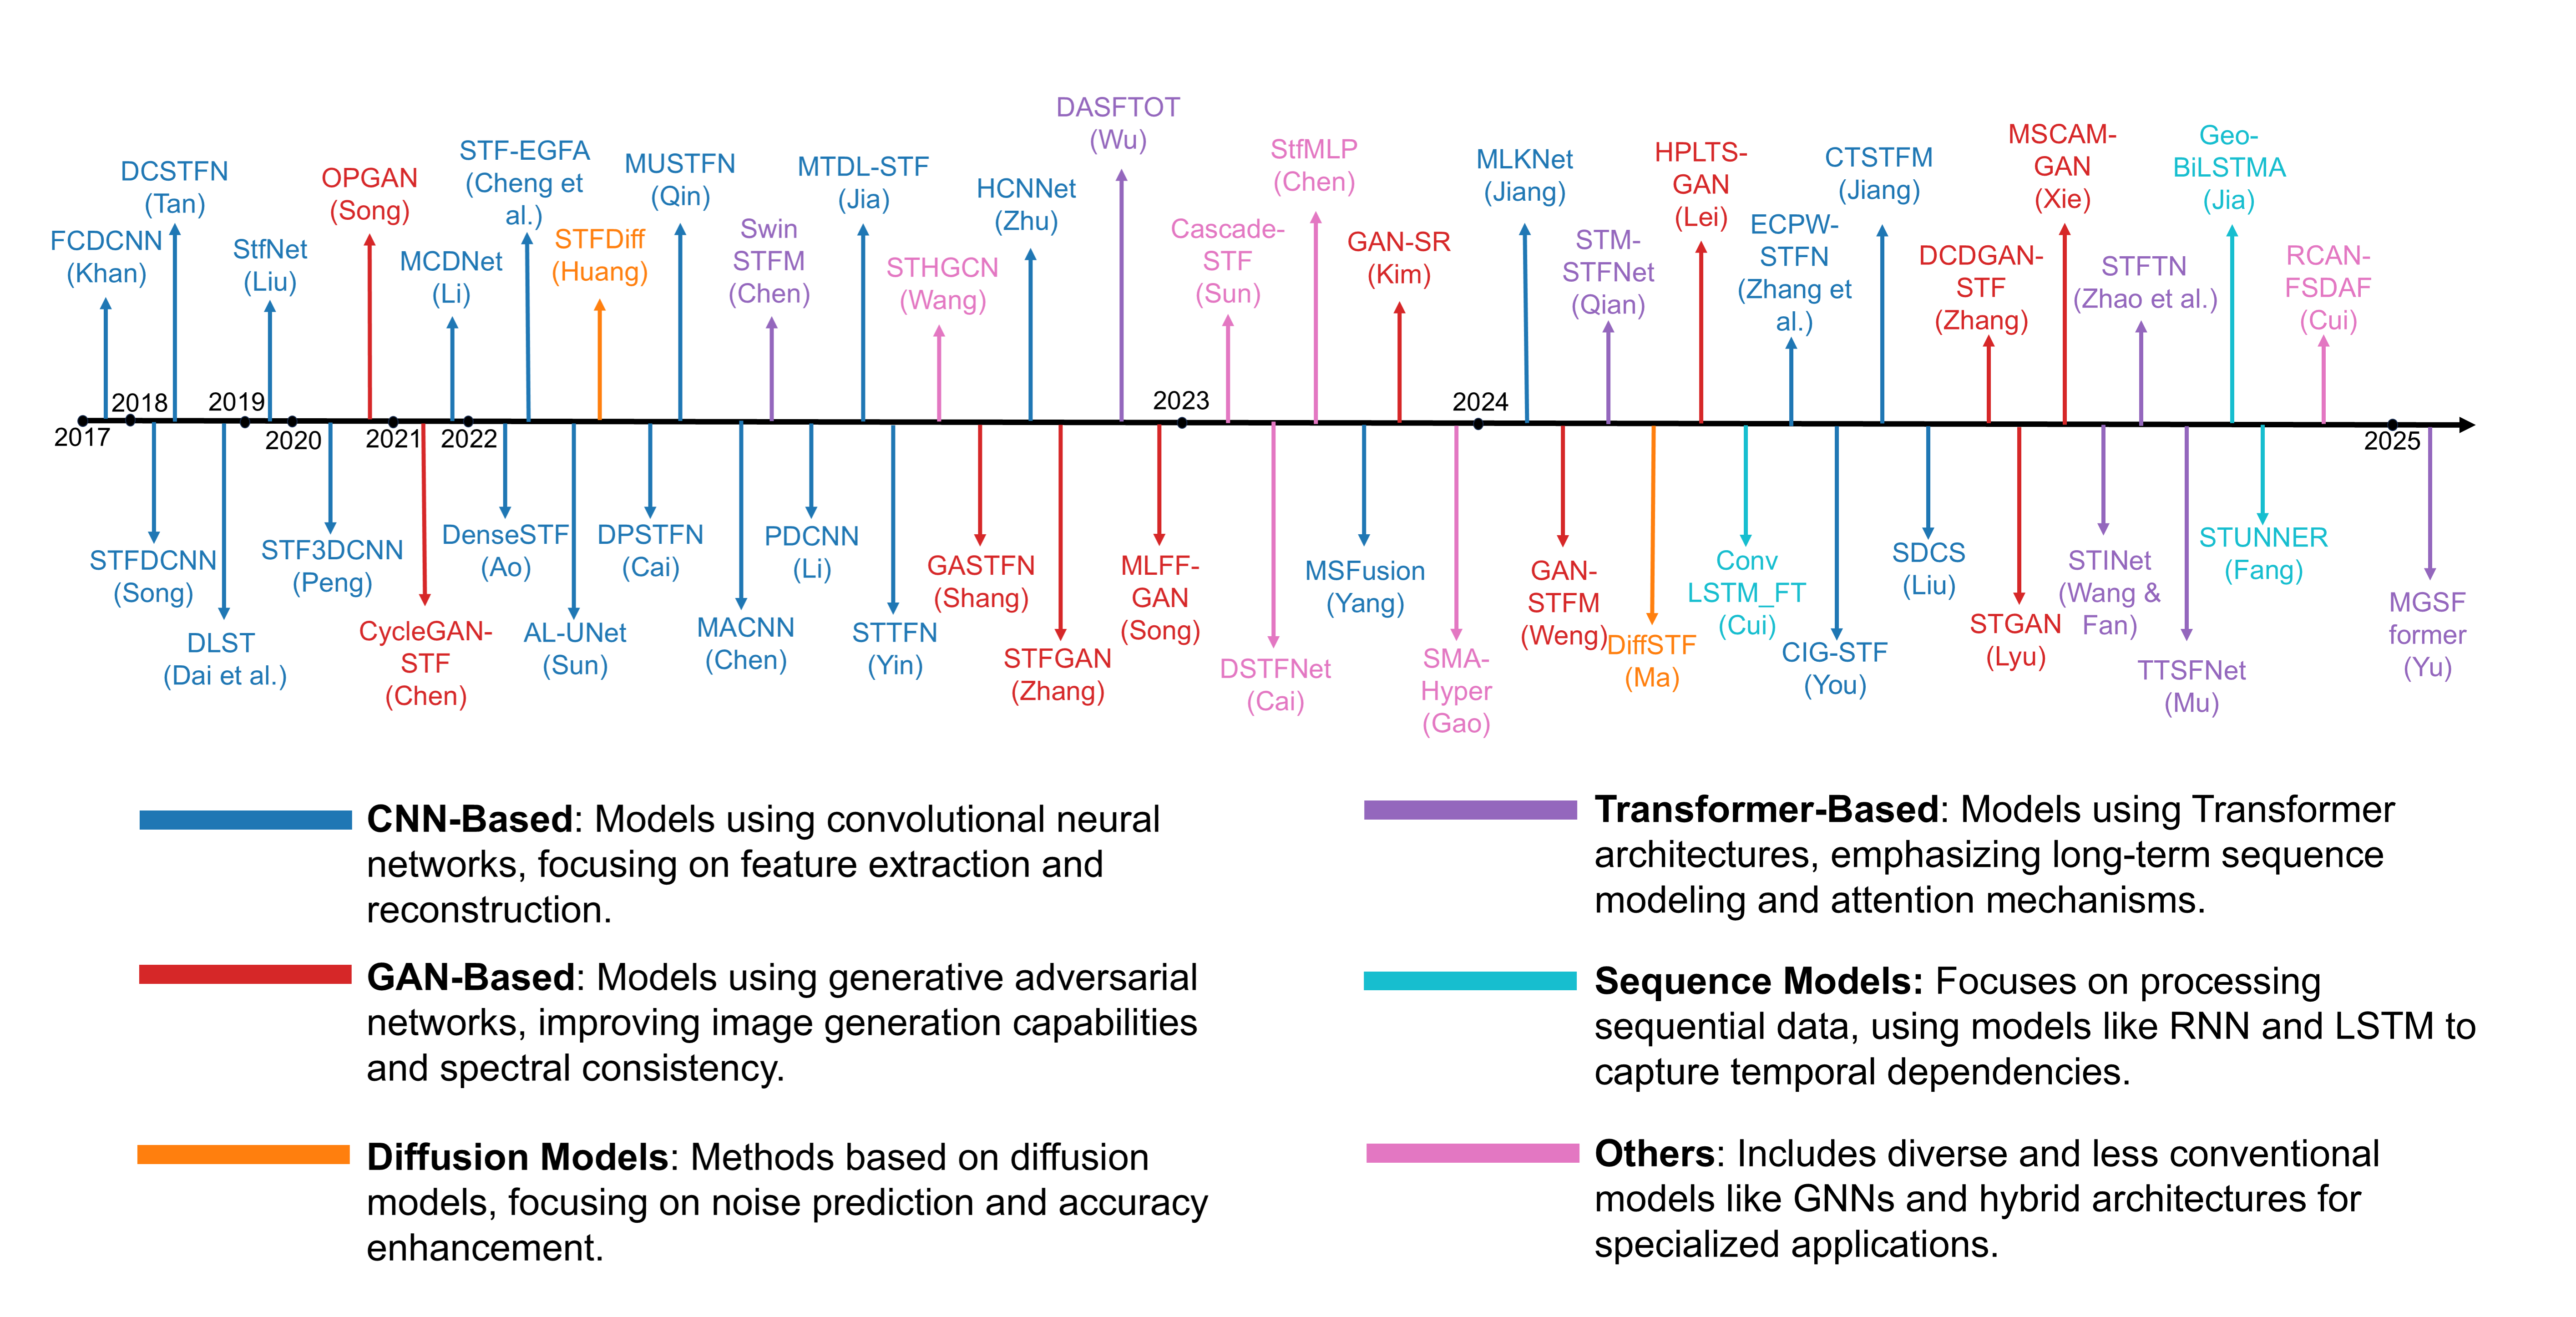 DCSTFN
(Tan)
FCDCNN
(Khan)
StfNet
(Liu)
OPGAN
(Song)
MCDNet
(Li)
STF-EGFA
(Cheng et
al.)
STFDiff
(Huang)
MUSTFN
(Qin)
Swin
STFM
(Chen)
MTDL-STF
(Jia)
STHGCN
(Wang)
HCNNet
(Zhu)
DASFTOT
(Wu)
Cascade-
STF
(Sun)
StfMLP
(Chen)
GAN-SR
(Kim)
MLKNet
(Jiang)
STM-
STFNet
(Qian)
HPLTS-
GAN
(Lei)
ECPW-
STFN
(Zhang et
al.)
CTSTFM
(Jiang)
DCDGAN-
STF
(Zhang)
MSCAM-
GAN
(Xie)
STFTN
(Zhao et al.)
Geo-
BiLSTMA
(Jia)
RCAN-
FSDAF
(Cui)
2017
2018
2019
2020
2021
2022
2023
2024
2025
STFDCNN
(Song)
DLST
(Dai et al.)
STF3DCNN
(Peng)
CycleGAN-
STF
(Chen)
DenseSTF
(Ao)
AL-UNet
(Sun)
DPSTFN
(Cai)
MACNN
(Chen)
PDCNN
(Li)
STTFN
(Yin)
GASTFN
(Shang)
STFGAN
(Zhang)
MLFF-
GAN
(Song)
DSTFNet
(Cai)
MSFusion
(Yang)
SMA-
Hyper
(Gao)
GAN-
STFM
(Weng)
DiffSTF
(Ma)
Conv
LSTM_FT
(Cui)
CIG-STF
(You)
SDCS
(Liu)
STGAN
(Lyu)
STINet
(Wang &
Fan)
TTSFNet
(Mu)
STUNNER
(Fang)
MGSF
former
(Yu)
CNN-Based: Models using convolutional neural
networks, focusing on feature extraction and
reconstruction.
GAN-Based: Models using generative adversarial
networks, improving image generation capabilities
and spectral consistency.
Diffusion Models: Methods based on diffusion
models, focusing on noise prediction and accuracy
enhancement.
Transformer-Based: Models using Transformer
architectures, emphasizing long-term sequence
modeling and attention mechanisms.
Sequence Models: Focuses on processing
sequential data, using models like RNN and LSTM to
capture temporal dependencies.
Others: Includes diverse and less conventional
models like GNNs and hybrid architectures for
specialized applications.